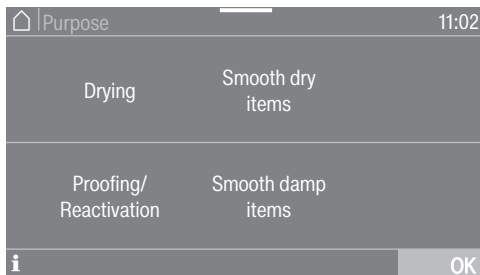 Purpose 11:02
Drying
Smooth dry
items
Proofing/
Reactivation
Smooth damp
items
i OK